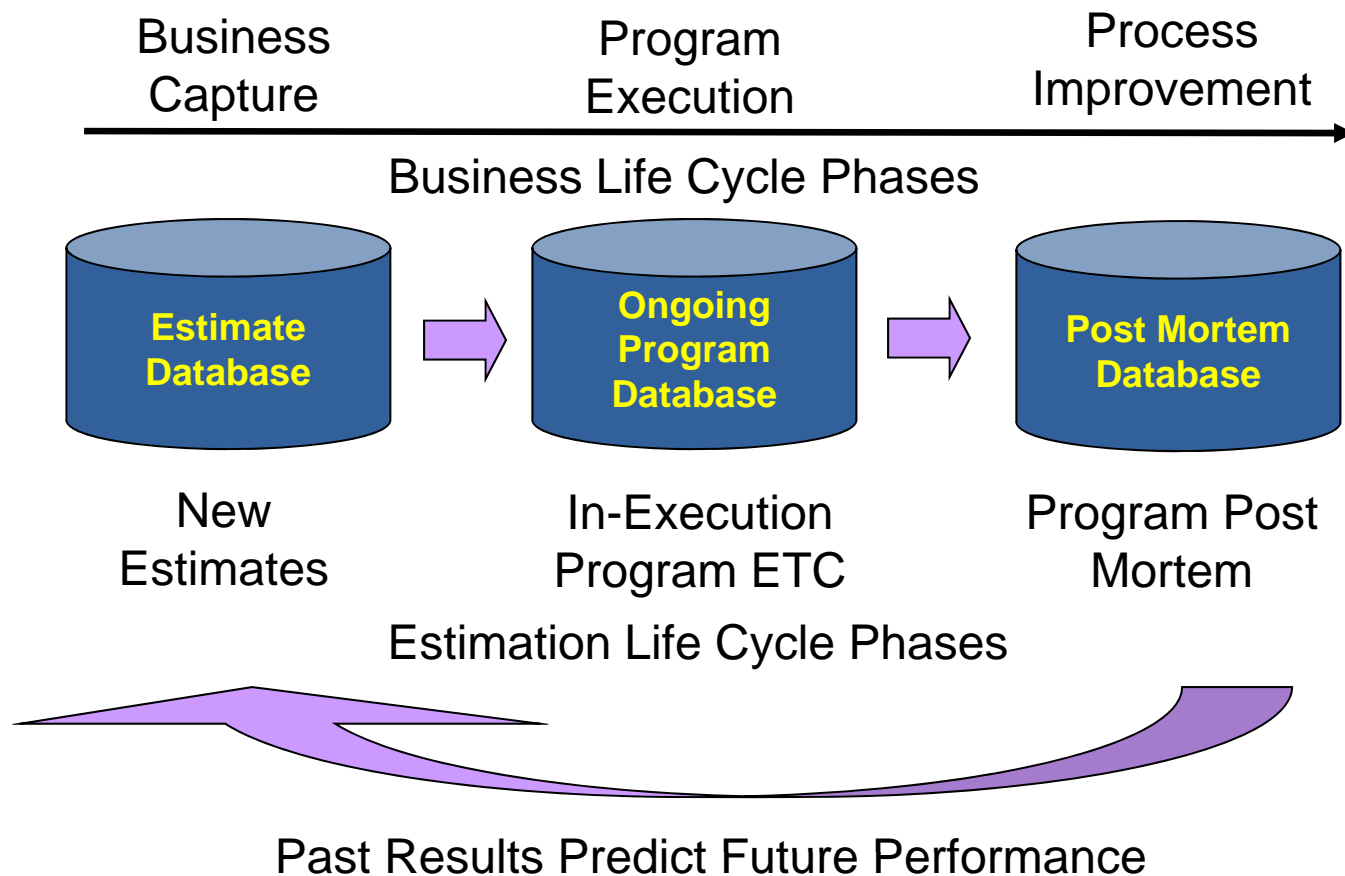 Business
Capture
Program
Execution
Process
Improvement
Business Life Cycle Phases
Estimate
Database
Ongoing
Program
Database
Post Mortem
Database
New
Estimates
In-Execution
Program ETC
Program Post
Mortem
Estimation Life Cycle Phases
Past Results Predict Future Performance